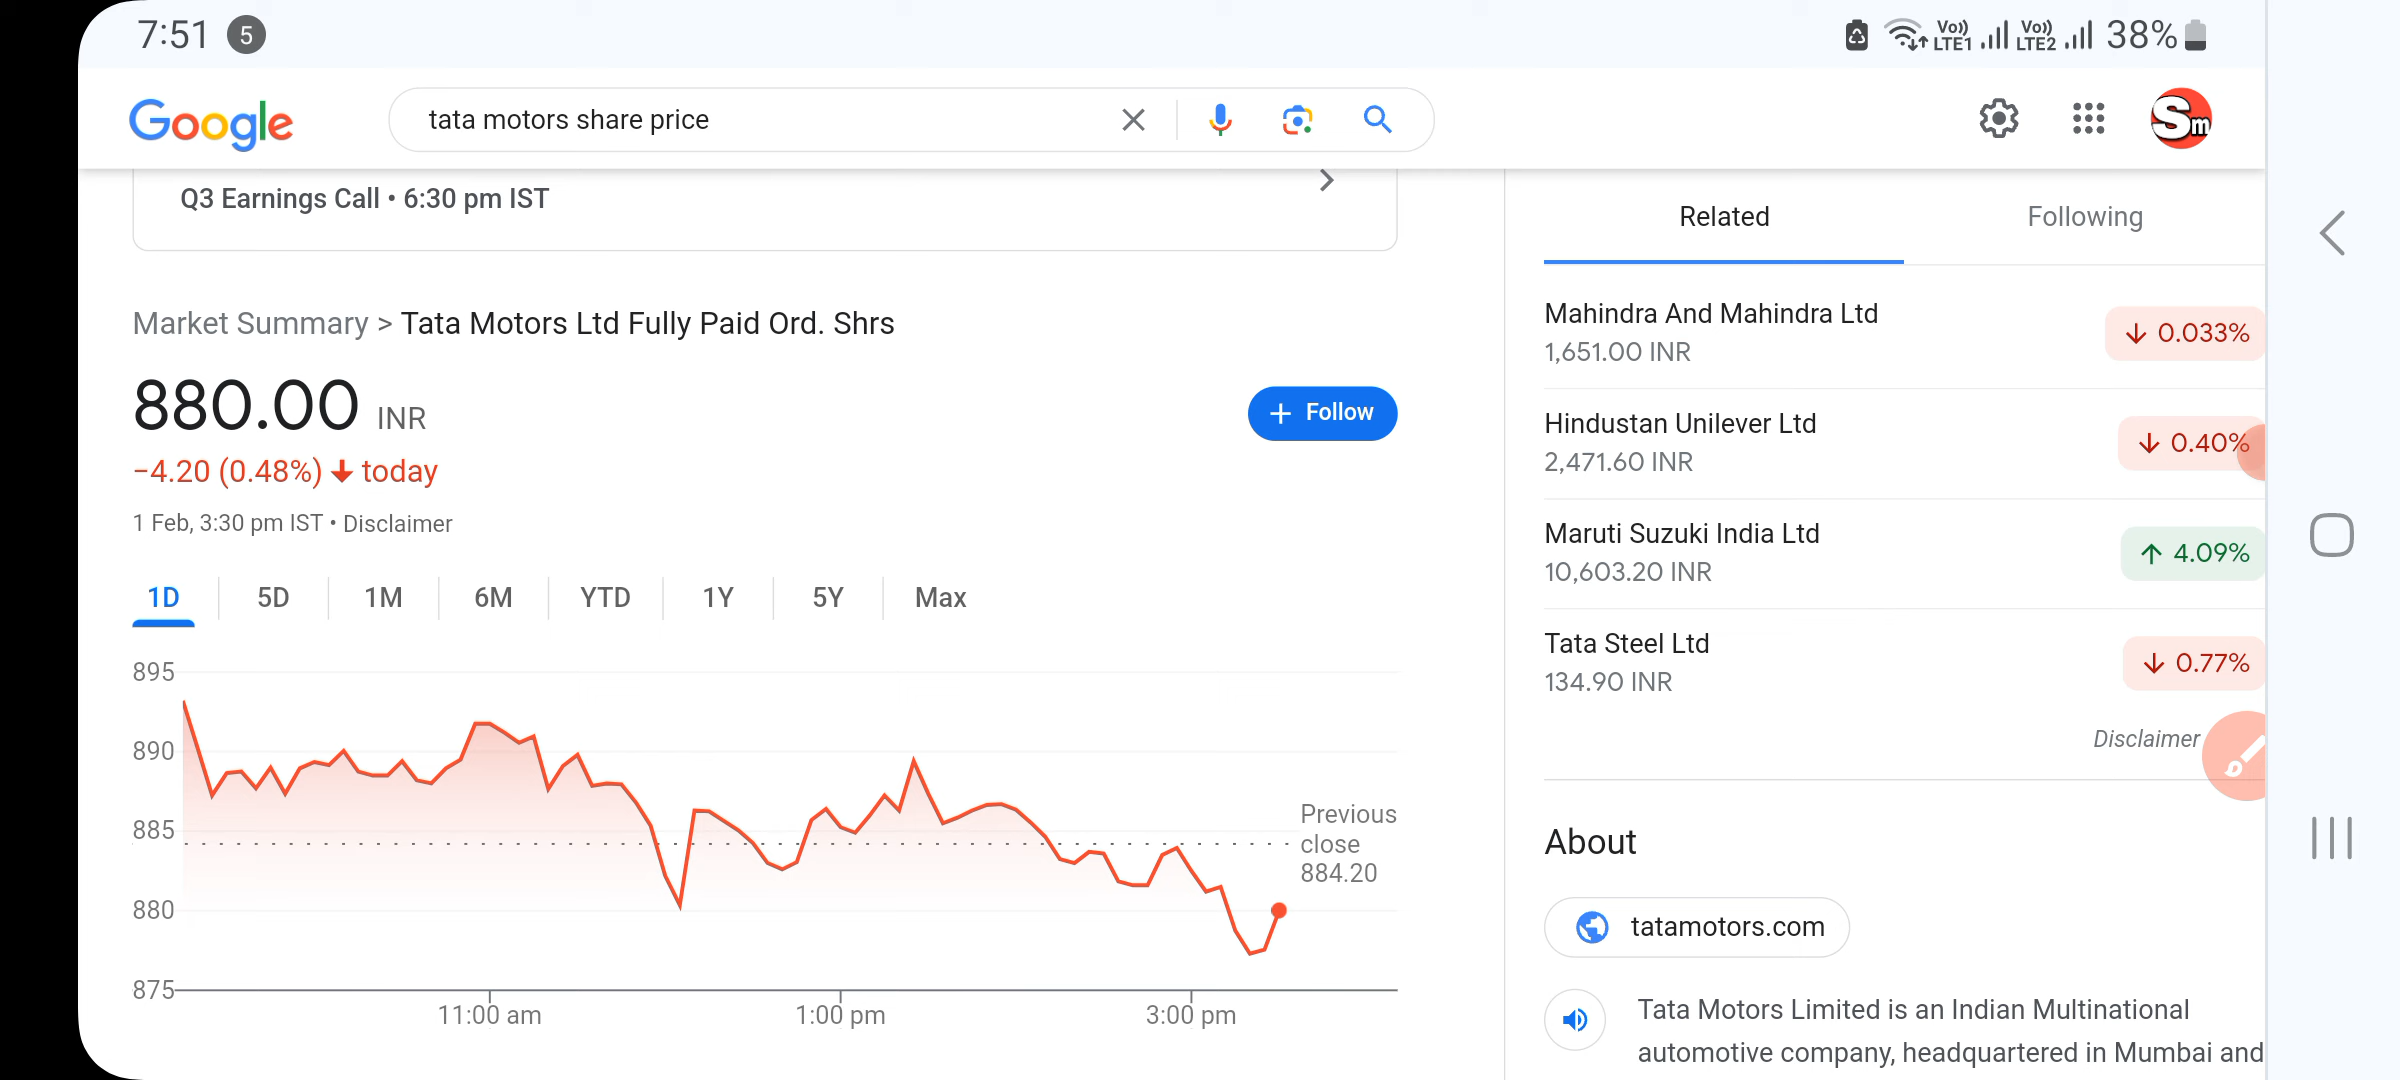 7:51 5
Vo)) LTE1 Vo)) LTE2 38%
Google
tata motors share price
Sm
Q3 Earnings Call • 6:30 pm IST
Market Summary > Tata Motors Ltd Fully Paid Ord. Shrs
880.00 INR
+ Follow
−4.20 (0.48%) today
1 Feb, 3:30 pm IST • Disclaimer
1D 5D 1M 6M YTD 1Y 5Y Max
895
890
885
880
875
Previous
close
884.20
11:00 am 1:00 pm 3:00 pm
Related Following
Mahindra And Mahindra Ltd
1,651.00 INR
0.033%
Hindustan Unilever Ltd
2,471.60 INR
0.40%
Maruti Suzuki India Ltd
10,603.20 INR
4.09%
Tata Steel Ltd
134.90 INR
0.77%
Disclaimer
About
tatamotors.com
Tata Motors Limited is an Indian Multinational
automotive company, headquartered in Mumbai and